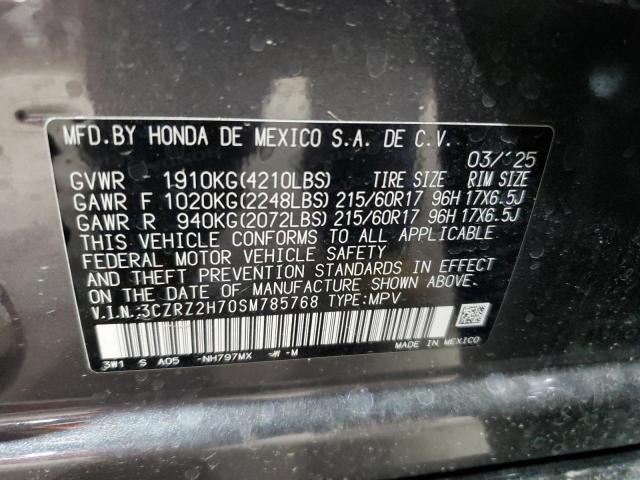 MFD.BY HONDA DE MEXICO S.A. DE C.V.
03/'25
GVWR 1910KG(4210LBS) TIRE SIZE RIM SIZE
GAWR F 1020KG(2248LBS) 215/60R17 96H 17X6.5J
GAWR R 940KG(2072LBS) 215/60R17 96H 17X6.5J
THIS VEHICLE CONFORMS TO ALL APPLICABLE
FEDERAL MOTOR VEHICLE SAFETY
AND THEFT PREVENTION STANDARDS IN EFFECT
ON THE DATE OF MANUFACTURE SHOWN ABOVE.
V.I.N.:3CZRZ2H70SM785768 TYPE:MPV
MADE IN MEXICO
3W1 S A05 -NH797MX -W -M